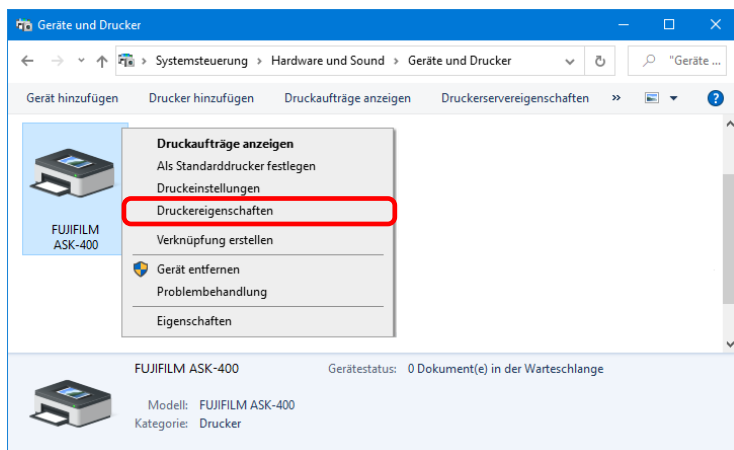 Geräte und Drucker
Systemsteuerung > Hardware und Sound > Geräte und Drucker
"Geräte ...
Gerät hinzufügen Drucker hinzufügen Druckaufträge anzeigen Druckerservereigenschaften »
Druckaufträge anzeigen
Als Standarddrucker festlegen
Druckeinstellungen
Druckereigenschaften
Verknüpfung erstellen
Gerät entfernen
Problembehandlung
Eigenschaften
FUJIFILM
ASK-400
FUJIFILM ASK-400 Gerätestatus: 0 Dokument(e) in der Warteschlange
Modell: FUJIFILM ASK-400
Kategorie: Drucker